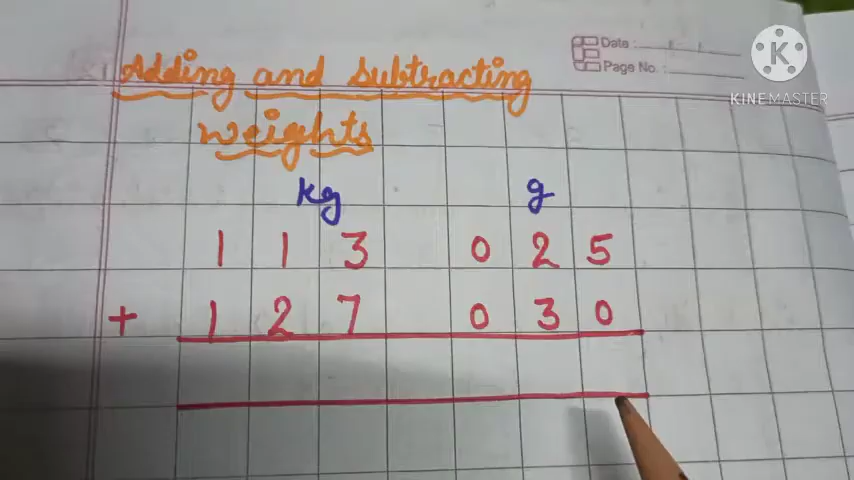 Date :
Page No. :
KINEMASTER
Adding and subtracting
weights
kg g
1 1 3 0 2 5
+ 1 2 7 0 3 0